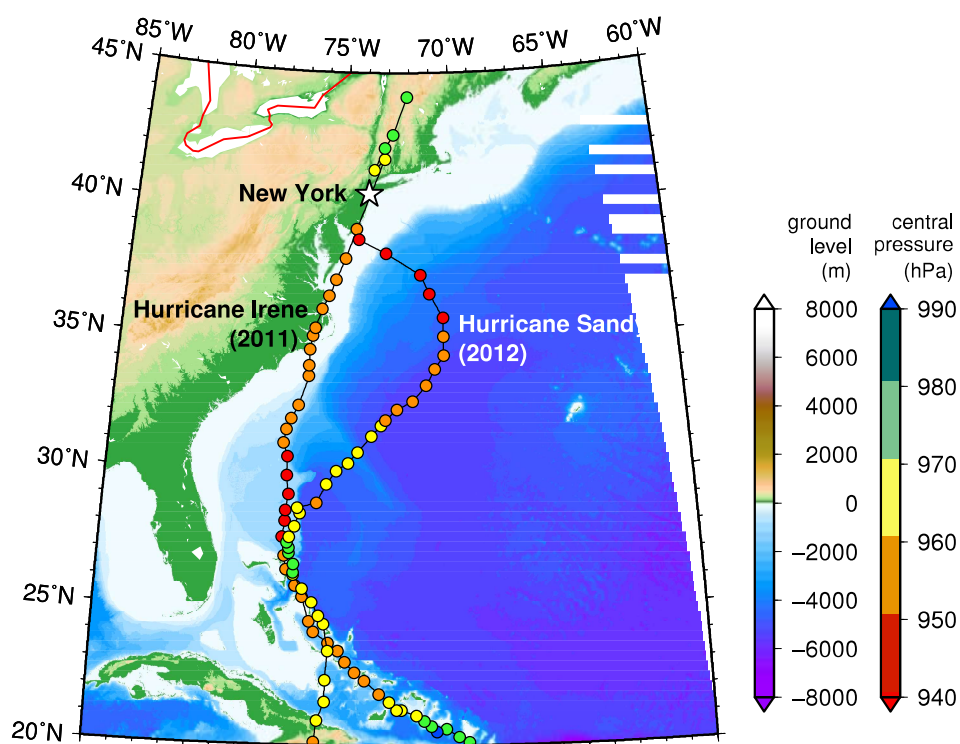 85°W
80°W
75°W
70°W
65°W
60°W
45°N
40°N
35°N
30°N
25°N
20°N
New York
Hurricane Irene
(2011)
Hurricane Sand
(2012)
ground
level
(m)
8000
6000
4000
2000
0
−2000
−4000
−6000
−8000
central
pressure
(hPa)
990
980
970
960
950
940